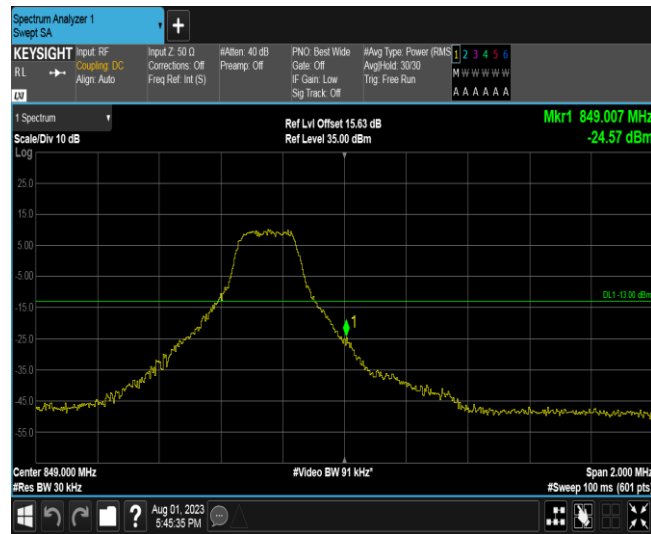 Spectrum Analyzer 1
Swept SA
KEYSIGHT
RL
LXI
Input: RF
Coupling: DC
Align: Auto
Input Z: 50 Ω
Corrections: Off
Freq Ref: Int (S)
#Atten: 40 dB
Preamp: Off
PNO: Best Wide
Gate: Off
IF Gain: Low
Sig Track: Off
#Avg Type: Power (RMS
Avg|Hold: 30/30
Trig: Free Run
1 2 3 4 5 6
M W W W W W
A A A A A A
1 Spectrum
Scale/Div 10 dB
Log
Ref Lvl Offset 15.63 dB
Ref Level 35.00 dBm
Mkr1 849.007 MHz
-24.57 dBm
25.0
15.0
5.00
-5.00
DL1 -13.00 dBm
-15.0
1
-25.0
-35.0
-45.0
-55.0
Center 849.000 MHz
#Res BW 30 kHz
#Video BW 91 kHz*
Span 2.000 MHz
#Sweep 100 ms (601 pts)
?
Aug 01, 2023
5:45:35 PM